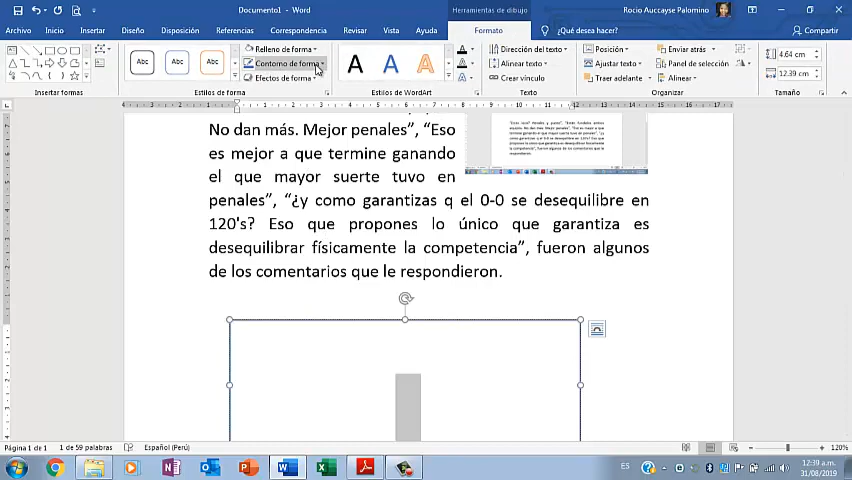 Documento1 - Word
Herramientas de dibujo
Rocio Auccayse Palomino
Archivo Inicio Insertar Diseño Disposición Referencias Correspondencia Revisar Vista Ayuda Formato ¿Qué desea hacer? Compartir
Abc Abc Abc Relleno de forma A A A Dirección del texto Posición Traer adelante Alinear 4.64 cm
Contorno de forma Alinear texto Ajustar texto Panel de selección
Efectos de forma Crear vínculo 12.39 cm
Insertar formas Estilos de forma Estilos de WordArt Texto Organizar Tamaño
No dan más. Mejor penales”, “Eso
es mejor a que termine ganando
el que mayor suerte tuvo en
penales”, “¿y como garantizas q el 0-0 se desequilibre en
120's? Eso que propones lo único que garantiza es
desequilibrar físicamente la competencia”, fueron algunos
de los comentarios que le respondieron.
Página 1 de 1 1 de 59 palabras Español (Perú) 120%
ES 12:39 a.m.
31/08/2019